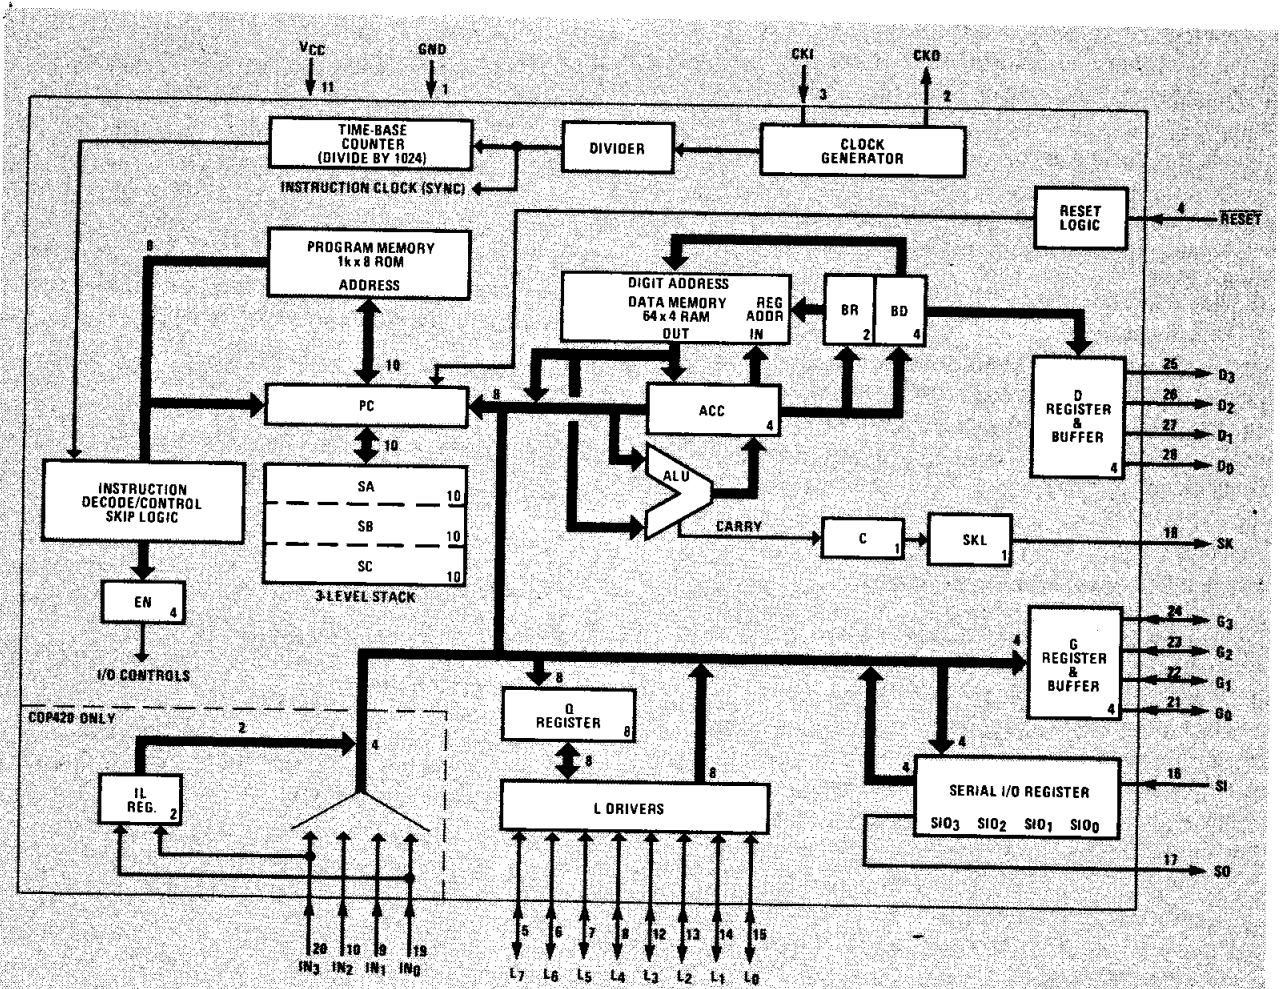 VCC
11
GND
1
CKI
3
CKO
2
TIME-BASE
COUNTER
(DIVIDE BY 1024)
DIVIDER
CLOCK
GENERATOR
INSTRUCTION CLOCK (SYNC)
RESET
LOGIC
4
RESET
8
PROGRAM MEMORY
1k x 8 ROM
ADDRESS
DIGIT ADDRESS
DATA MEMORY
64 x 4 RAM
REG
ADDR
OUT
IN
BR
2
BD
4
10
PC
8
ACC
4
D
REGISTER
&
BUFFER
4
25
D3
26
D2
27
D1
28
D0
10
INSTRUCTION
DECODE/CONTROL
SKIP LOGIC
SA
10
SB
10
SC
10
3-LEVEL STACK
ALU
CARRY
C
1
SKL
1
18
SK
EN
4
I/O CONTROLS
4
G
REGISTER
&
BUFFER
4
24
G3
23
G2
22
G1
21
G0
COP420 ONLY
2
4
IL
REG.
2
8
Q
REGISTER
8
8
L DRIVERS
8
4
4
SERIAL I/O REGISTER
SIO3 SIO2 SIO1 SIO0
16
SI
17
SO
20
IN3
10
IN2
9
IN1
19
IN0
5
L7
6
L6
7
L5
8
L4
12
L3
13
L2
14
L1
15
L0